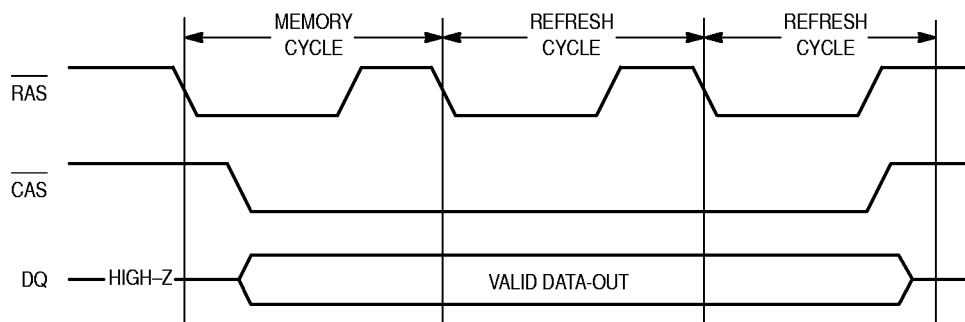 MEMORY
CYCLE
REFRESH
CYCLE
REFRESH
CYCLE
RAS
CAS
DQ
HIGH–Z
VALID DATA-OUT